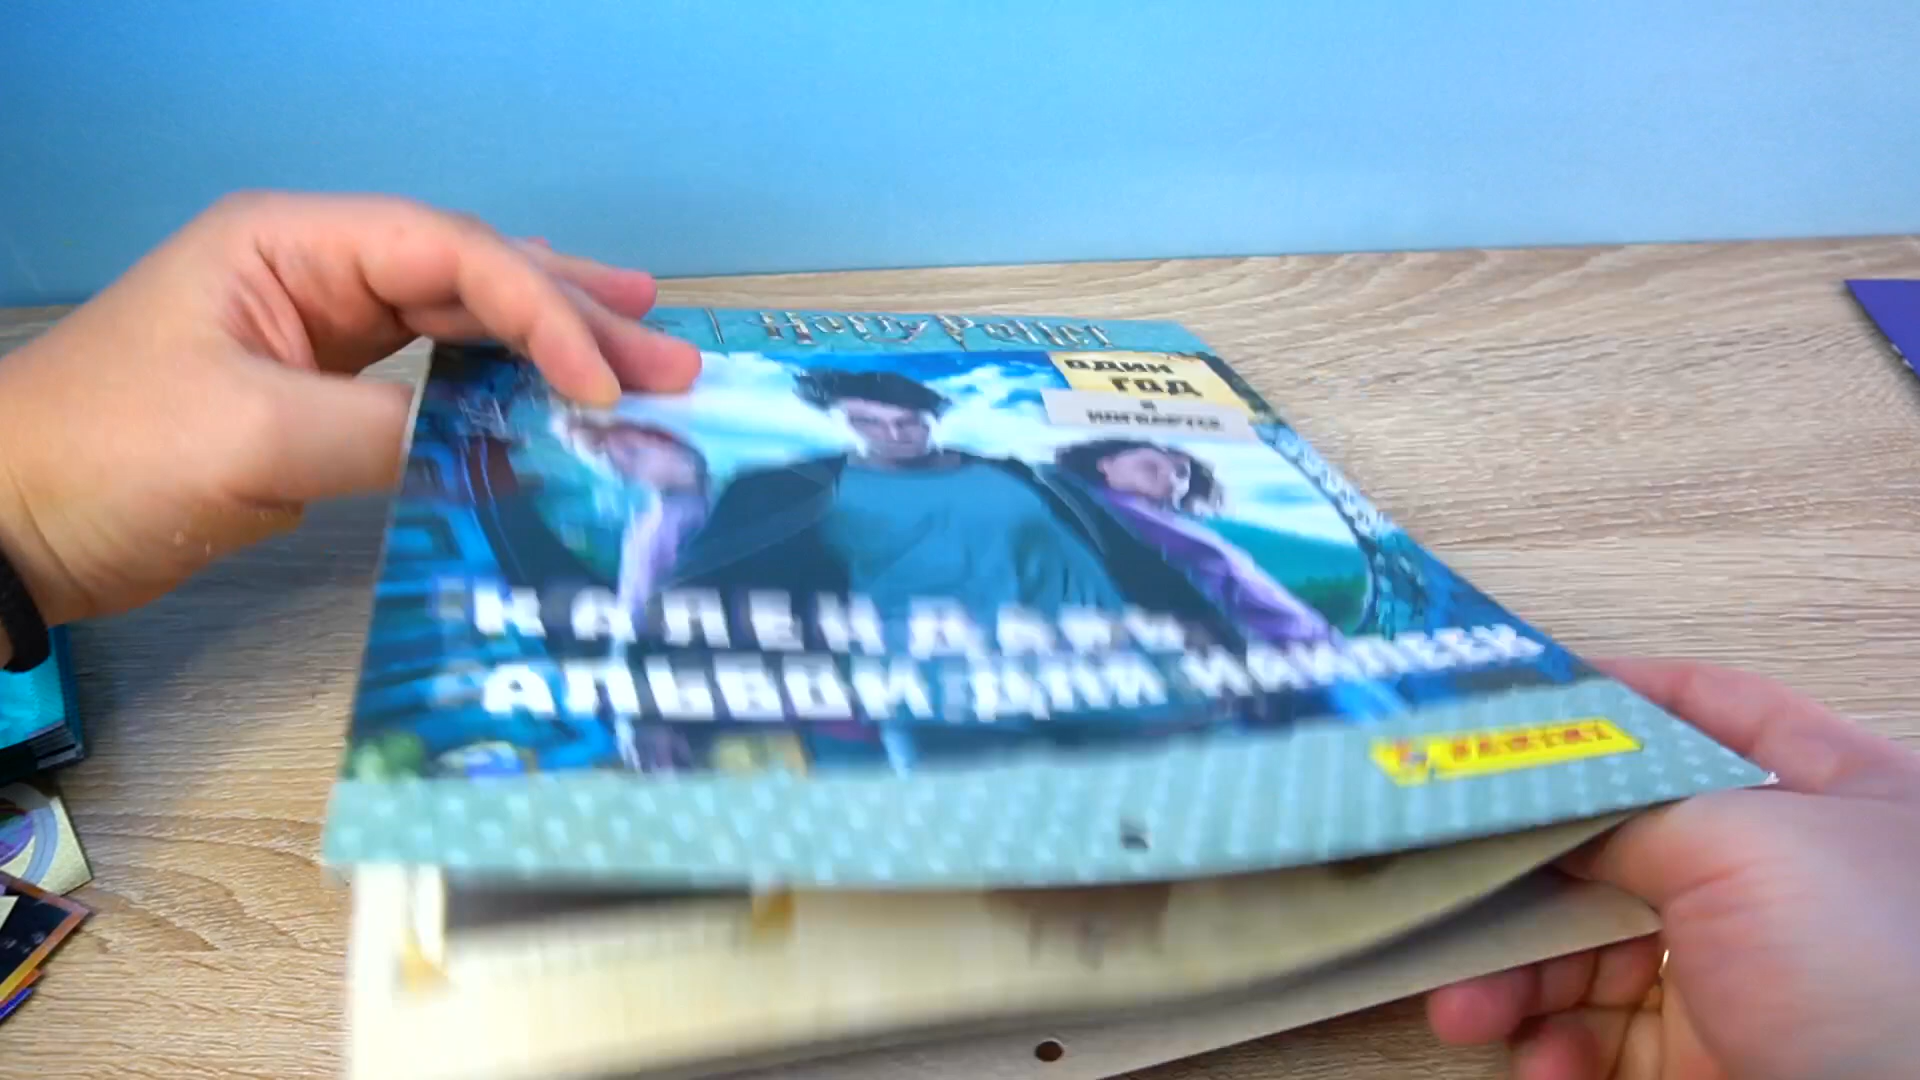 Harry Potter
один
год
в
Хогвартсе
КАЛЕНДАРЬ
АЛЬБОМ ДЛЯ НАКЛЕЕК
PANINI